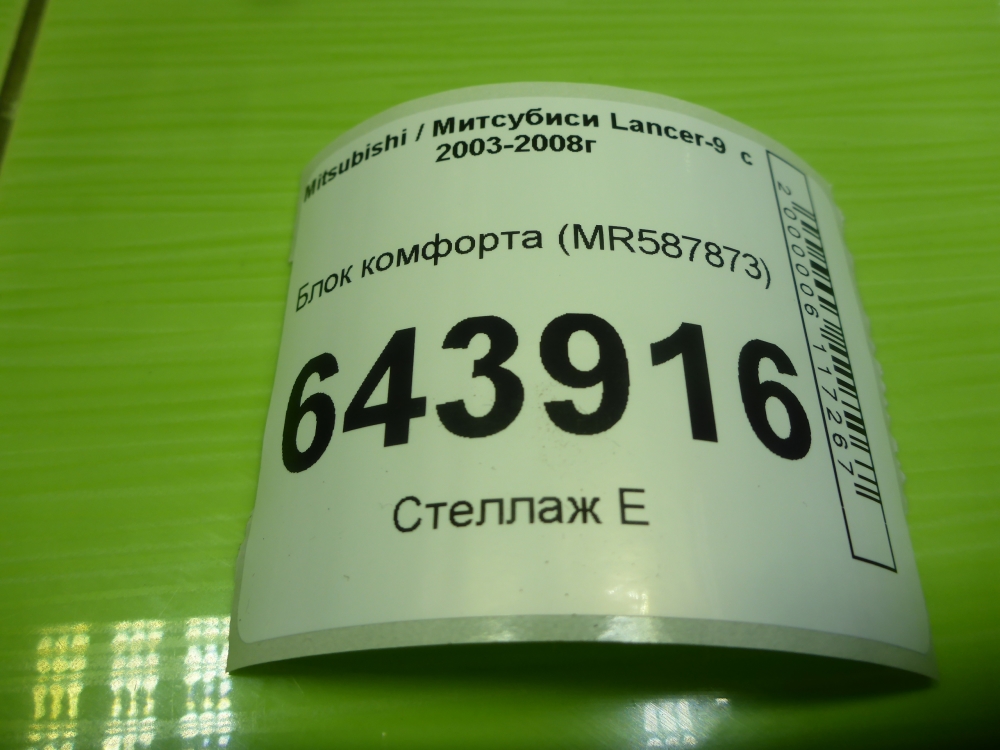 Mitsubishi / Митсубиси Lancer-9 с
2003-2008г
Блок комфорта (MR587873)
643916
Стеллаж Е
2000006117267